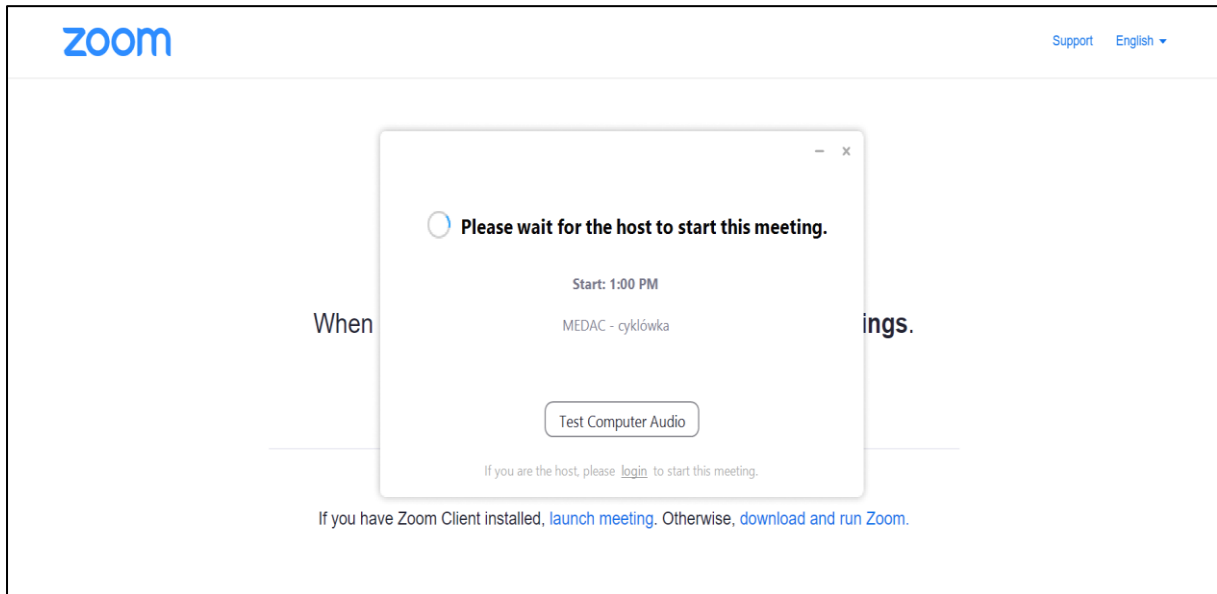 zoom
Support English
Please wait for the host to start this meeting.
Start: 1:00 PM
When ings.
MEDAC - cyklówka
Test Computer Audio
If you are the host, please login to start this meeting.
If you have Zoom Client installed, launch meeting. Otherwise, download and run Zoom.